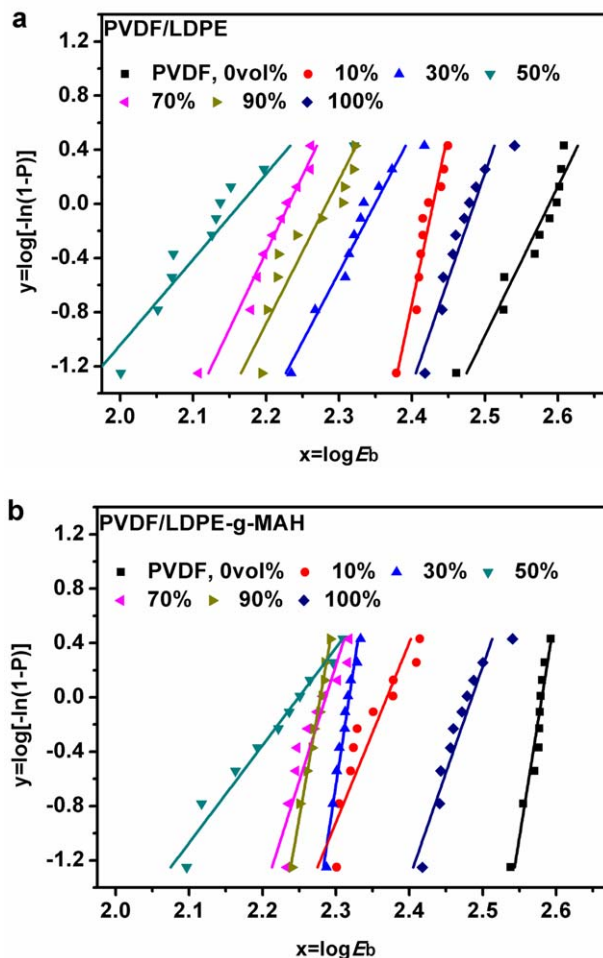 a
PVDF/LDPE
PVDF, 0vol% 10% 30% 50%
70% 90% 100%
y=log[-ln(1-P)]
1.2
0.8
0.4
0.0
-0.4
-0.8
-1.2
2.0 2.1 2.2 2.3 2.4 2.5 2.6
x=logEb
b
PVDF/LDPE-g-MAH
PVDF, 0vol% 10% 30% 50%
70% 90% 100%
y=log[-ln(1-P)]
1.2
0.8
0.4
0.0
-0.4
-0.8
-1.2
2.0 2.1 2.2 2.3 2.4 2.5 2.6
x=logEb